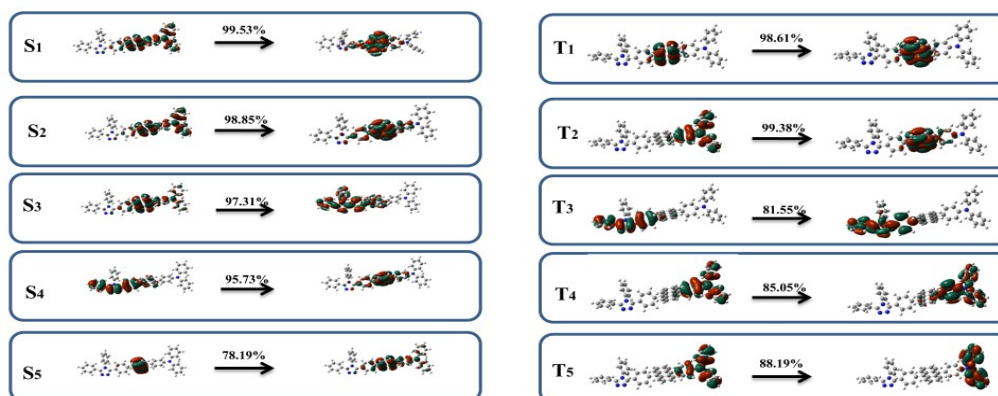 S1
99.53%
S2
98.85%
S3
97.31%
S4
95.73%
S5
78.19%
T1
98.61%
T2
99.38%
T3
81.55%
T4
85.05%
T5
88.19%